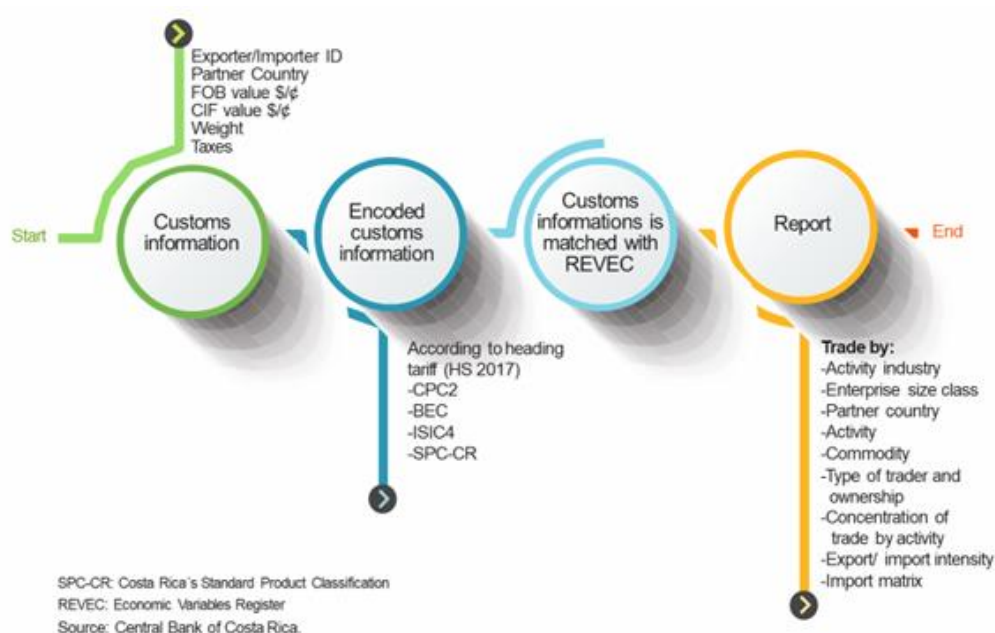 Exporter/Importer ID
Partner Country
FOB value $/¢
CIF value $/¢
Weight
Taxes
Start
Customs
information
Encoded
customs
information
Customs
informations is
matched with
REVEC
Report
End
According to heading
tariff (HS 2017)
-CPC2
-BEC
-ISIC4
-SPC-CR
Trade by:
-Activity industry
-Enterprise size class
-Partner country
-Activity
-Commodity
-Type of trader and
ownership
-Concentration of
trade by activity
-Export/ import intensity
-Import matrix
SPC-CR: Costa Rica´s Standard Product Classification
REVEC: Economic Variables Register
Source: Central Bank of Costa Rica.